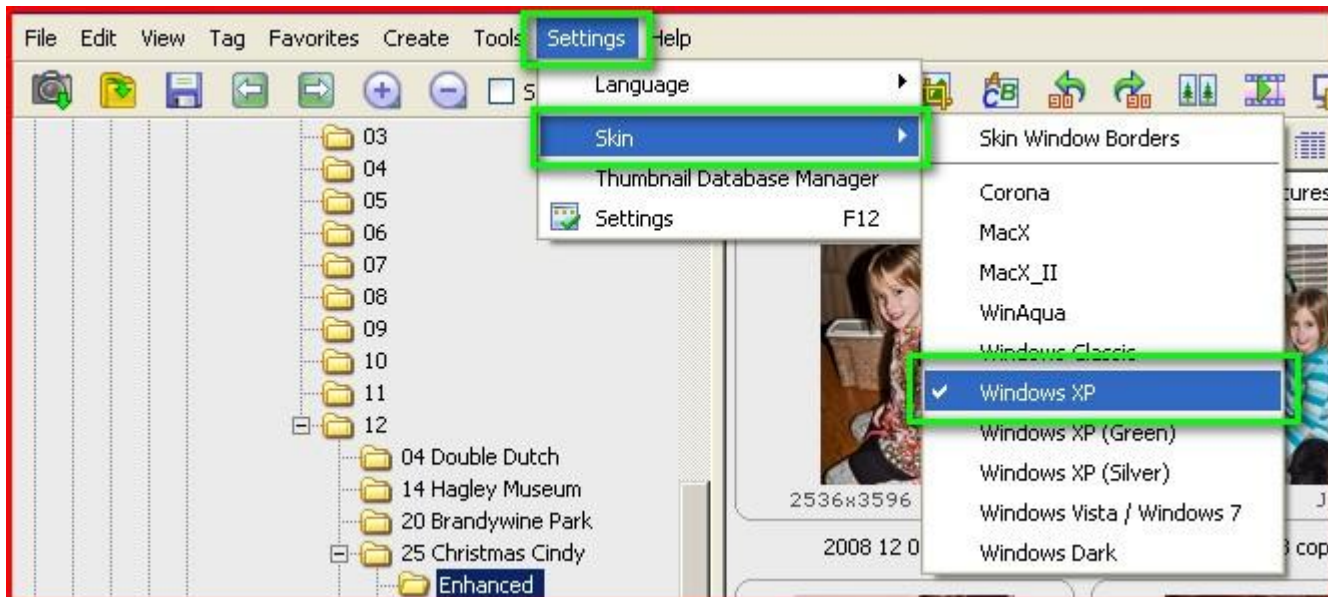 File Edit View Tag Favorites Create Tools Settings Help
Language
Skin
Thumbnail Database Manager
Settings F12
Skin Window Borders
Corona
MacX
MacX_II
WinAqua
Windows Classic
Windows XP
Windows XP (Green)
Windows XP (Silver)
Windows Vista / Windows 7
Windows Dark
03
04
05
06
07
08
09
10
11
12
04 Double Dutch
14 Hagley Museum
20 Brandywine Park
25 Christmas Cindy
Enhanced
2536x3596
2008 12 0